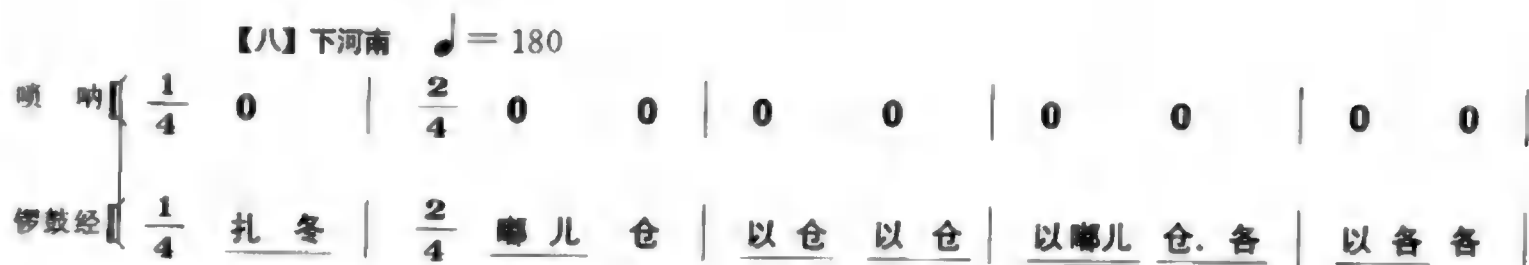 【八】下河南 ♩= 180
唢 呐 1/4 0 | 2/4 0 0 | 0 0 | 0 0 | 0 0 |
锣鼓经 1/4 扎 冬 | 2/4 嘟 儿 仓 | 以 仓 以 仓 | 以嘟儿 仓. 各 | 以 各 各 |